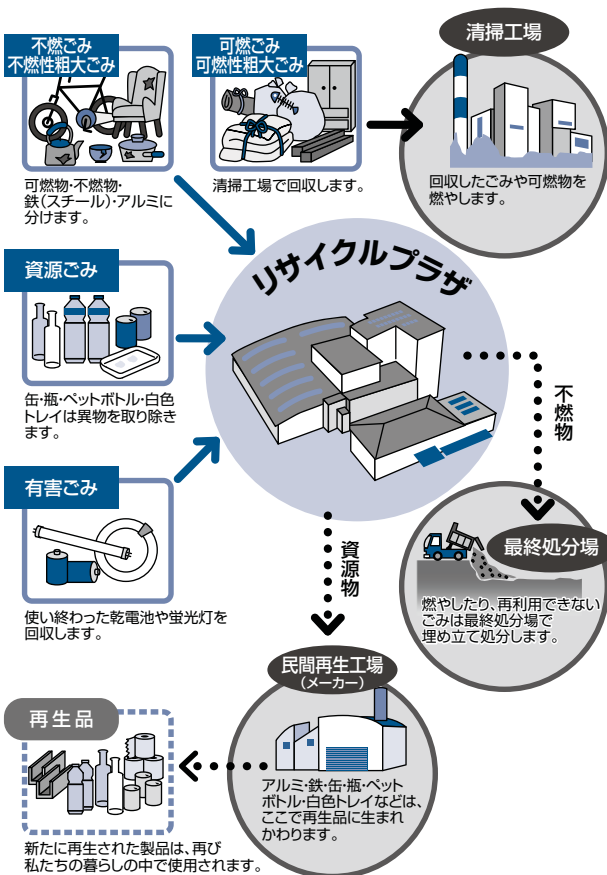 不燃ごみ
不燃性粗大ごみ
可燃物・不燃物・
鉄(スチール)・アルミに
分けます。
可燃ごみ
可燃性粗大ごみ
清掃工場で回収します。
清掃工場
回収したごみや可燃物を
燃やします。
資源ごみ
缶・瓶・ペットボトル・白色
トレイは異物を取り除き
ます。
有害ごみ
使い終わった乾電池や蛍光灯を
回収します。
リサイクルプラザ
不燃物
最終処分場
燃やしたり、再利用できない
ごみは最終処分場で
埋め立て処分します。
資源物
民間再生工場
(メーカー)
アルミ・鉄・缶・瓶・ペット
ボトル・白色トレイなどは、
ここで再生品に生まれ
かわります。
再生品
新たに再生された製品は、再び
私たちの暮らしの中で使用されます。